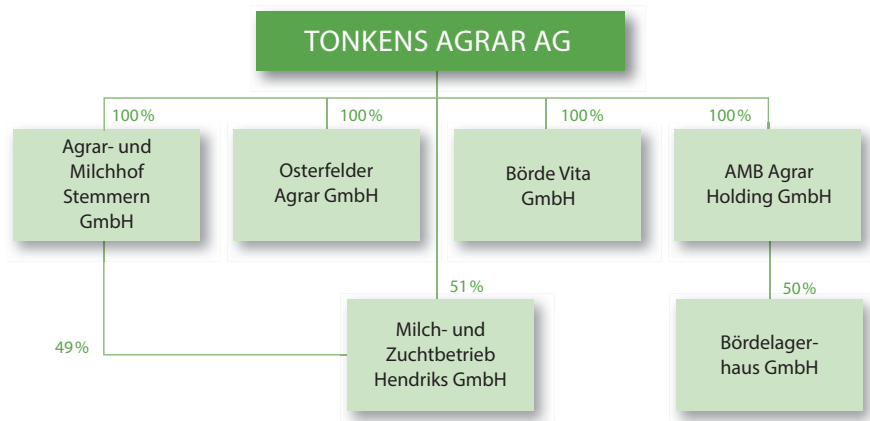 TONKENS AGRAR AG
100%
100%
100%
100%
Agrar- und
Milchhof
Stemmern
GmbH
Osterfelder
Agrar GmbH
Börde Vita
GmbH
AMB Agrar
Holding GmbH
49%
51%
50%
Milch- und
Zuchtbetrieb
Hendriks GmbH
Bördelager-
haus GmbH